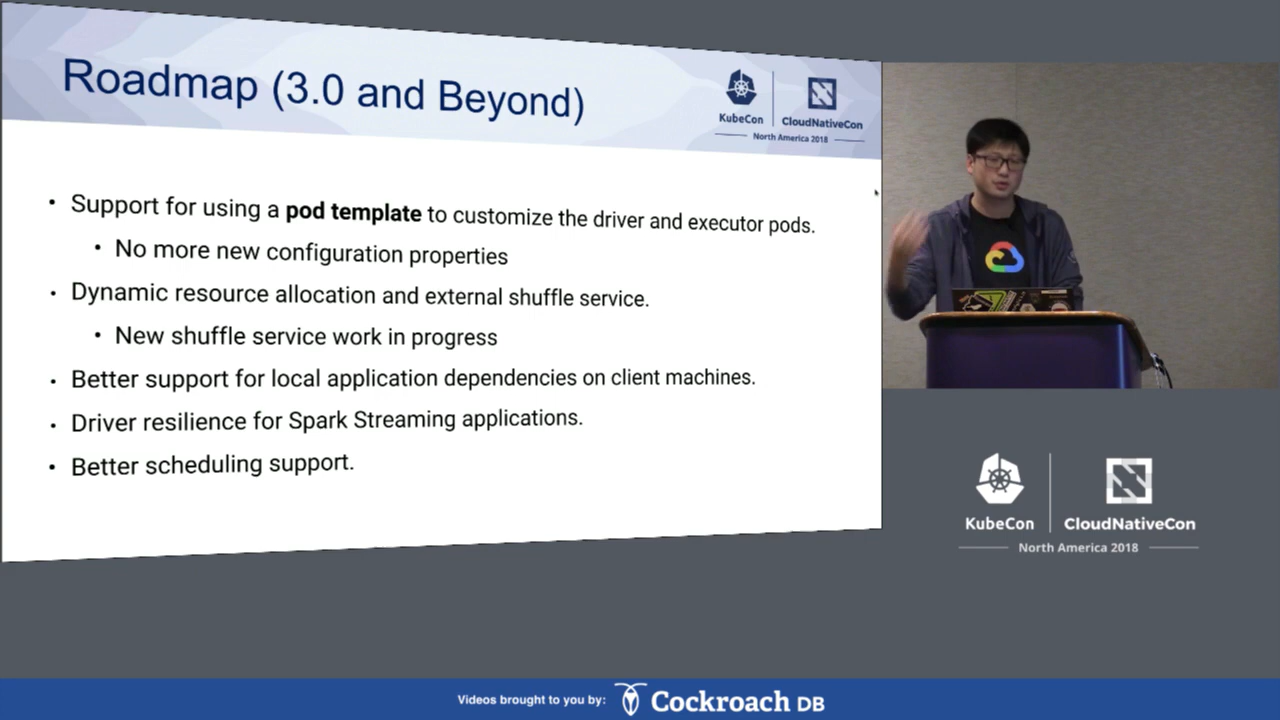 Roadmap (3.0 and Beyond)
KubeCon
CloudNativeCon
North America 2018
• Support for using a pod template to customize the driver and executor pods.
• No more new configuration properties
• Dynamic resource allocation and external shuffle service.
• New shuffle service work in progress
• Better support for local application dependencies on client machines.
• Driver resilience for Spark Streaming applications.
• Better scheduling support.
KubeCon
CloudNativeCon
North America 2018
Videos brought to you by:
Cockroach DB